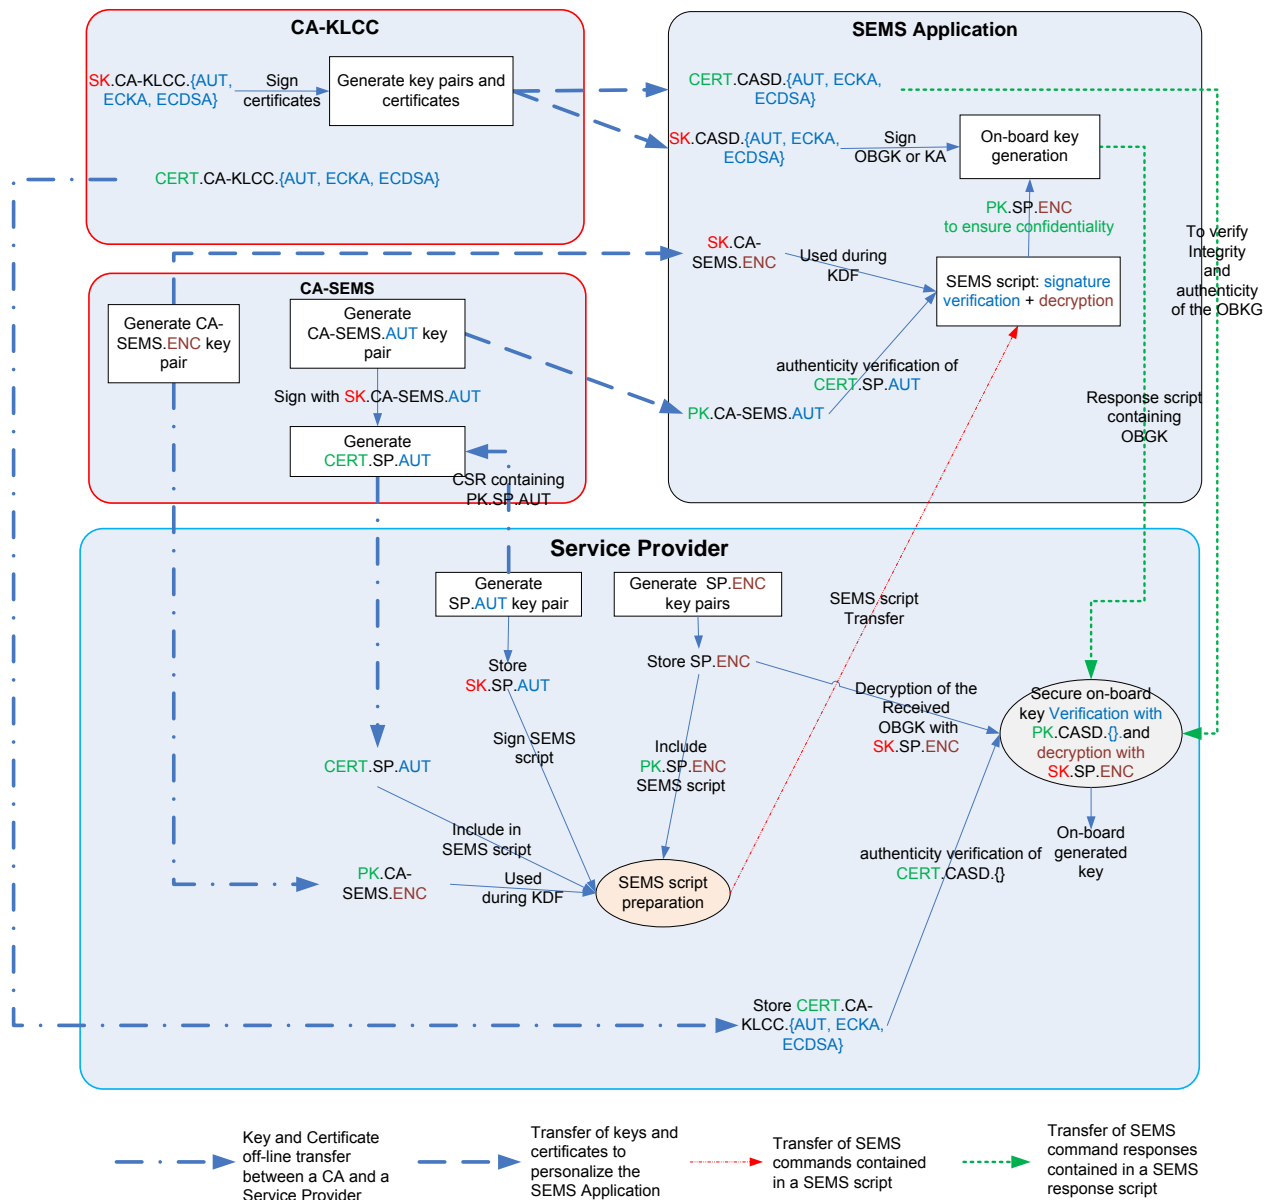 CA-KLCC
SK.CA-KLCC.{AUT,
ECKA, ECDSA}
Sign
certificates
Generate key pairs and
certificates
CERT.CA-KLCC.{AUT, ECKA, ECDSA}
SEMS Application
CERT.CASD.{AUT, ECKA,
ECDSA}
SK.CASD.{AUT, ECKA,
ECDSA}
Sign
OBGK or KA
On-board key
generation
PK.SP.ENC
to ensure confidentiality
SK.CA-
SEMS.ENC
Used during
KDF
SEMS script: signature
verification + decryption
authenticity verification of
CERT.SP.AUT
PK.CA-SEMS.AUT
To verify
Integrity
and
authenticity
of the OBKG
Response script
containing
OBGK
CA-SEMS
Generate CA-
SEMS.ENC key
pair
Generate
CA-SEMS.AUT key
pair
Sign with SK.CA-SEMS.AUT
Generate
CERT.SP.AUT
CSR containing
PK.SP.AUT
Service Provider
Generate
SP.AUT key pair
Generate SP.ENC
key pairs
SEMS script
Transfer
Store
SK.SP.AUT
Store SP.ENC
Decryption of the
Received
OBGK with
SK.SP.ENC
Secure on-board
key Verification with
PK.CASD.{}.and
decryption with
SK.SP.ENC
Sign SEMS
script
Include
PK.SP.ENC
SEMS script
CERT.SP.AUT
Include in
SEMS script
PK.CA-
SEMS.ENC
Used
during KDF
SEMS script
preparation
authenticity verification of
CERT.CASD.{}
On-board
generated
key
Store CERT.CA-
KLCC.{AUT, ECKA,
ECDSA}
Key and Certificate
off-line transfer
between a CA and a
Service Provider
Transfer of keys and
certificates to
personalize the
SEMS Application
Transfer of SEMS
commands contained
in a SEMS script
Transfer of SEMS
command responses
contained in a SEMS
response script